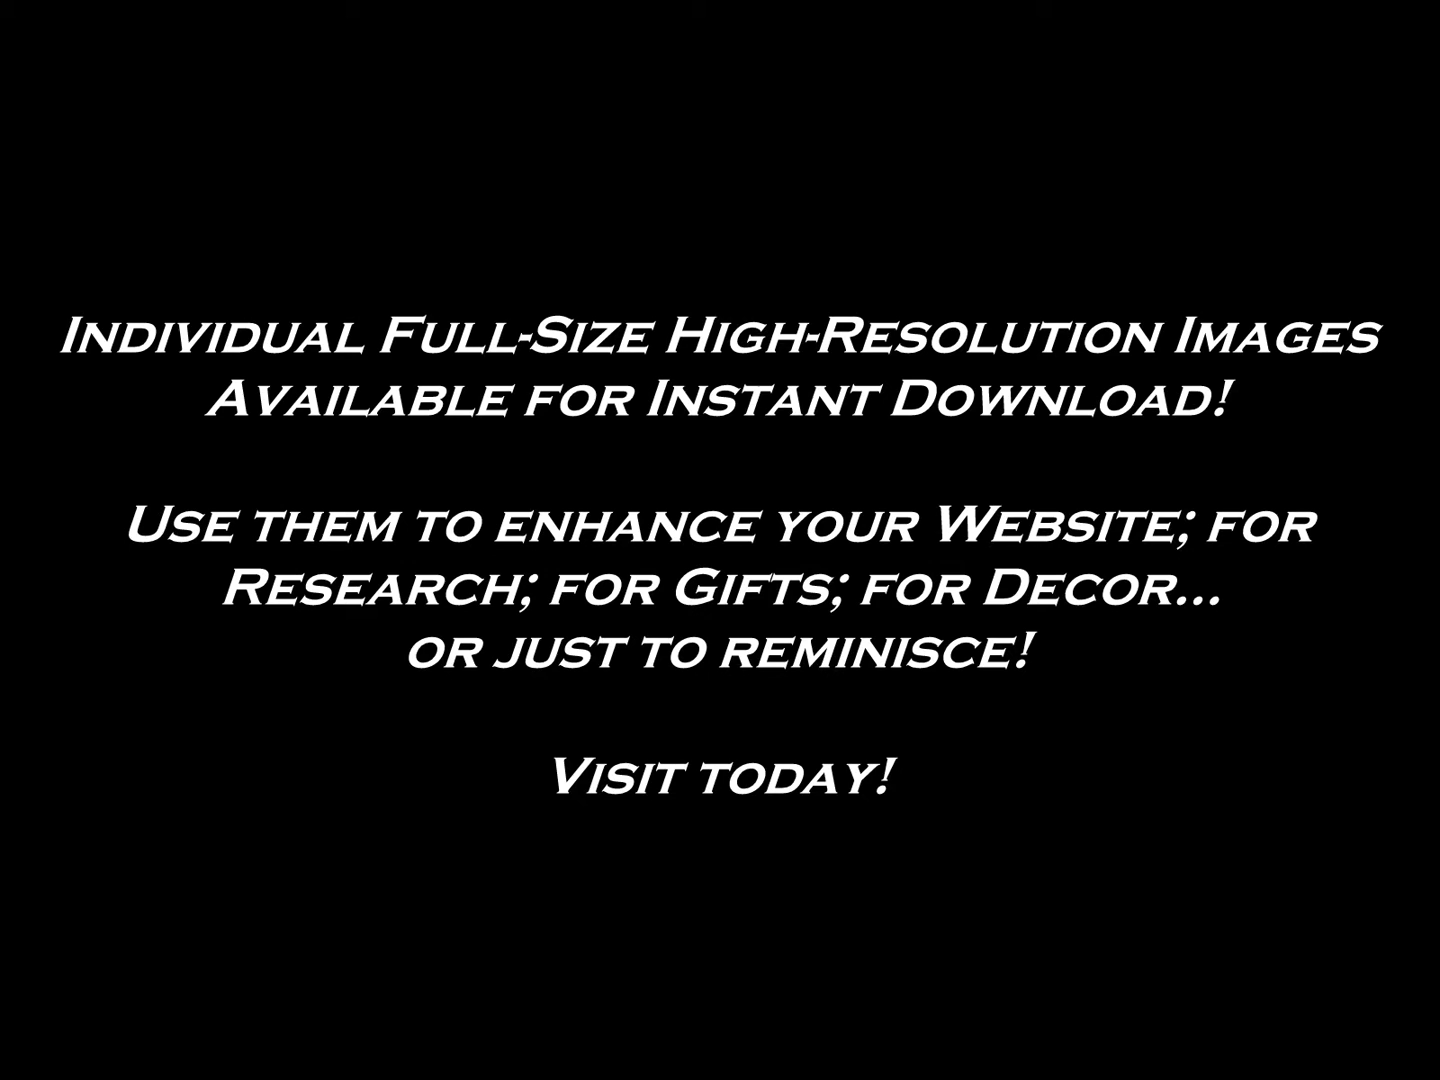 Individual Full-Size High-Resolution Images
Available for Instant Download!
Use them to enhance your Website; for
Research; for Gifts; for Decor...
or just to reminisce!
Visit today!